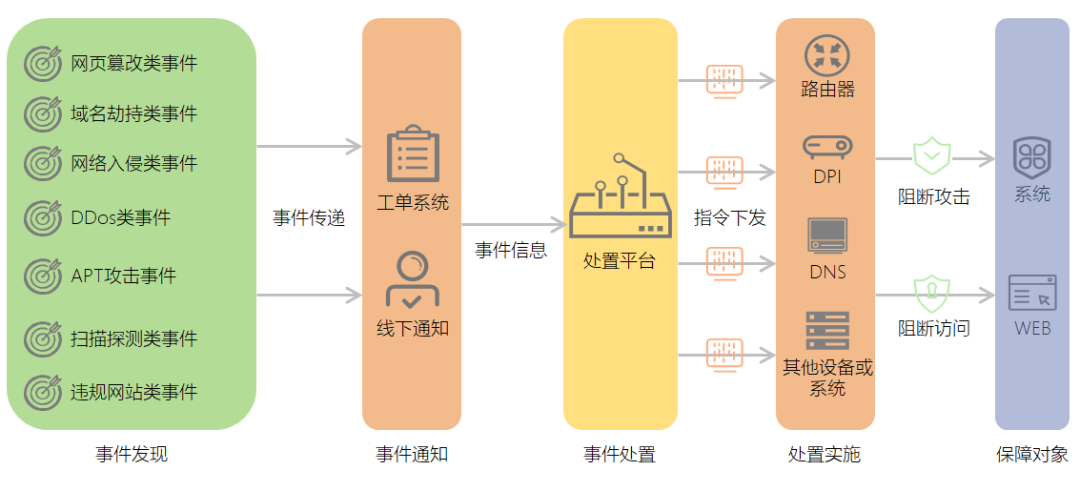 网页篡改类事件
域名劫持类事件
网络入侵类事件
DDos类事件
APT攻击事件
扫描探测类事件
违规网站类事件
事件发现
事件传递
工单系统
线下通知
事件通知
事件信息
处置平台
事件处置
指令下发
路由器
DPI
DNS
其他设备或
系统
处置实施
阻断攻击
阻断访问
系统
WEB
保障对象